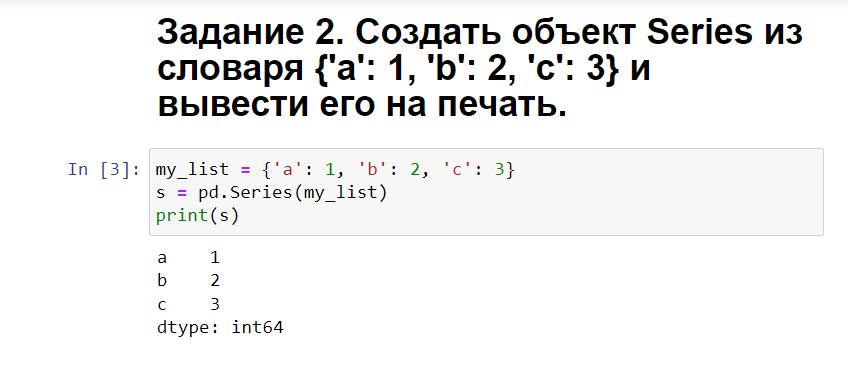 Задание 2. Создать объект Series из
словаря {'a': 1, 'b': 2, 'c': 3} и
вывести его на печать.
In [3]: my_list = {'a': 1, 'b': 2, 'c': 3}
s = pd.Series(my_list)
print(s)
a    1
b    2
c    3
dtype: int64